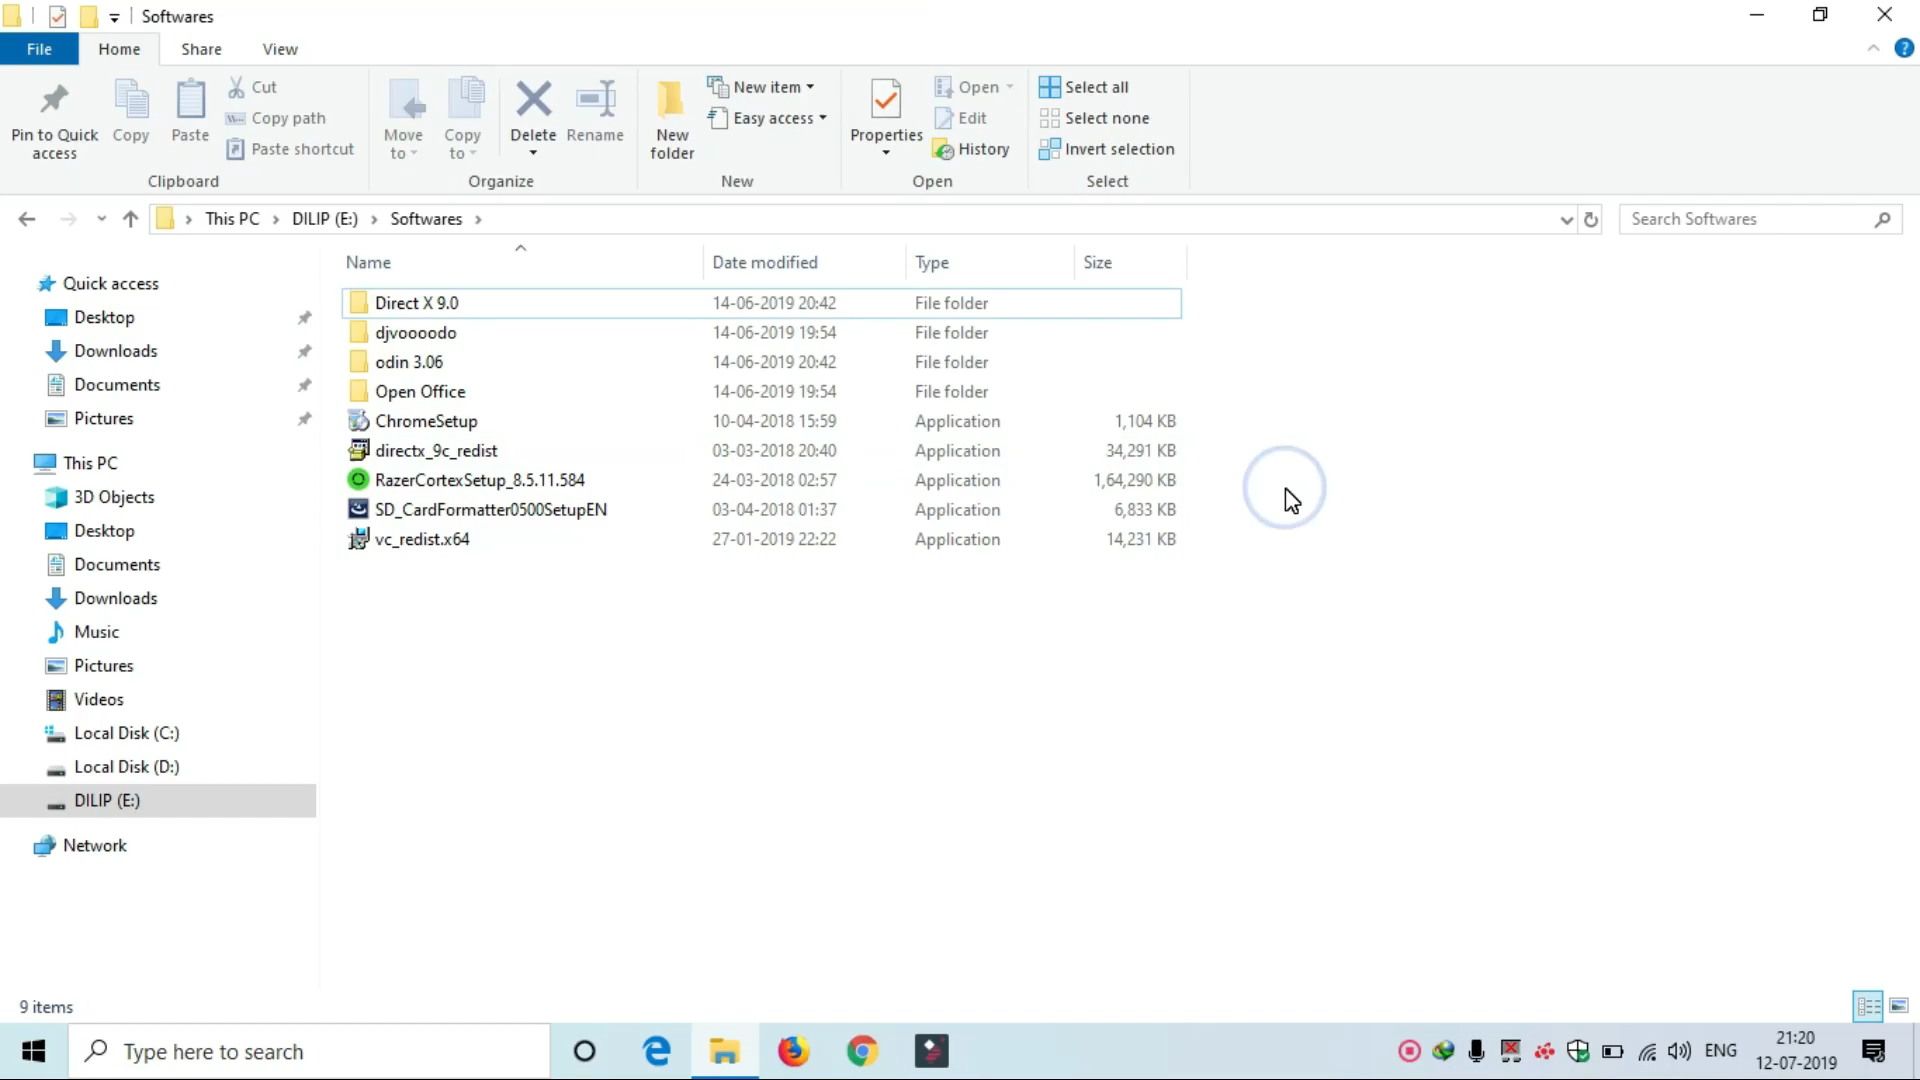 Softwares
File Home Share View
Pin to Quick access
Copy
Paste
Cut
Copy path
Paste shortcut
Clipboard
Move to
Copy to
Delete
Rename
Organize
New folder
New item
Easy access
New
Properties
Open
Edit
History
Open
Select all
Select none
Invert selection
Select
This PC > DILIP (E:) > Softwares >
Search Softwares
Name Date modified Type Size
Direct X 9.0 14-06-2019 20:42 File folder
djvoooodo 14-06-2019 19:54 File folder
odin 3.06 14-06-2019 20:42 File folder
Open Office 14-06-2019 19:54 File folder
ChromeSetup 10-04-2018 15:59 Application 1,104 KB
directx_9c_redist 03-03-2018 20:40 Application 34,291 KB
RazerCortexSetup_8.5.11.584 24-03-2018 02:57 Application 1,64,290 KB
SD_CardFormatter0500SetupEN 03-04-2018 01:37 Application 6,833 KB
vc_redist.x64 27-01-2019 22:22 Application 14,231 KB
Quick access
Desktop
Downloads
Documents
Pictures
This PC
3D Objects
Desktop
Documents
Downloads
Music
Pictures
Videos
Local Disk (C:)
Local Disk (D:)
DILIP (E:)
Network
9 items
Type here to search
ENG
21:20
12-07-2019